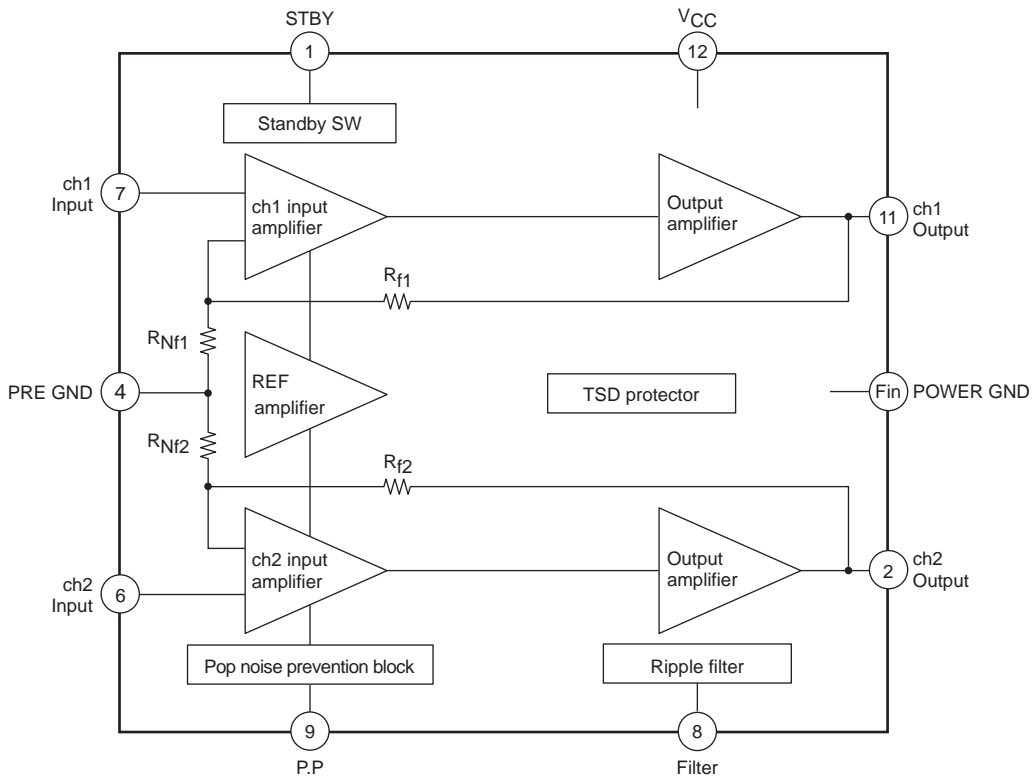 STBY
VCC
1
12
Standby SW
ch1
Input
7
ch1 input
amplifier
Output
amplifier
11
ch1
Output
Rf1
RNf1
PRE GND
4
REF
amplifier
TSD protector
Fin
POWER GND
RNf2
Rf2
ch2 input
amplifier
Output
amplifier
2
ch2
Output
ch2
Input
6
Pop noise prevention block
Ripple filter
9
8
P.P
Filter